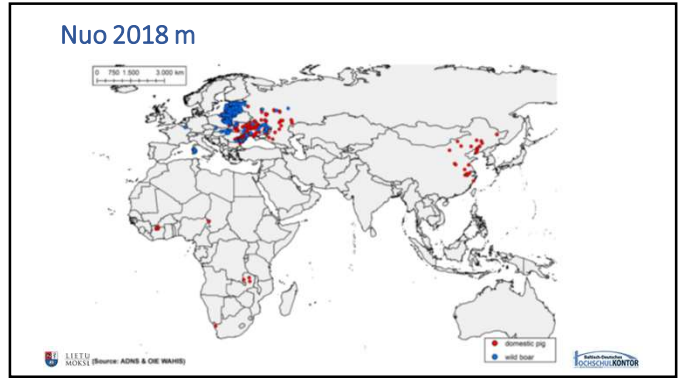 Nuo 2018 m
0 750 1.500 3.000 km
domestic pig
wild boar
LIETU
MOKSL (Source: ADNS & OIE WAHIS)
Baltisch-Deutsches
HOCHSCHULKONTOR